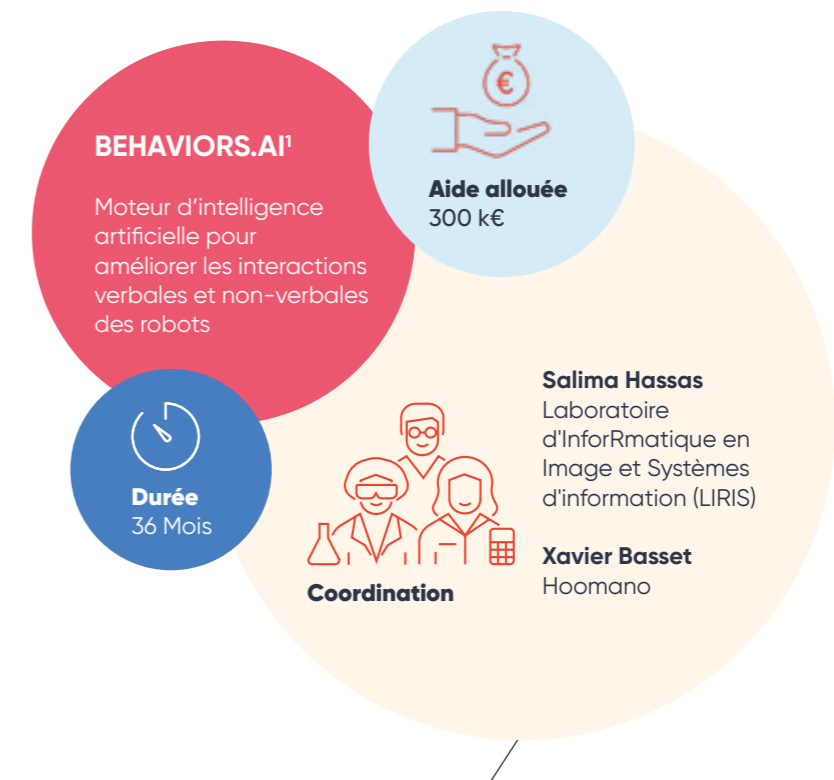 BEHAVIORS.AI¹
Moteur d’intelligence
artificielle pour
améliorer les interactions
verbales et non-verbales
des robots
€
Aide allouée
300 k€
Durée
36 Mois
Coordination
Salima Hassas
Laboratoire
d'InforRmatique en
Image et Systèmes
d'information (LIRIS)
Xavier Basset
Hoomano